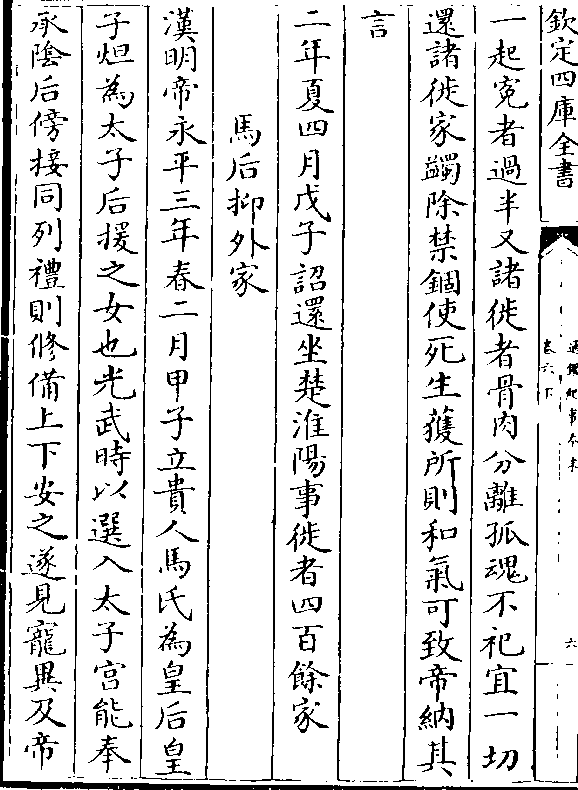 欽定四庫全書
通鑑紀事本末
卷六下
六
一起寃者過半又諸徙者骨肉分離孤魂不祀宜一切
還諸徙家蠲除禁錮使死生獲所則和氣可致帝納其
言
二年夏四月戊子詔還坐楚淮陽事徙者四百餘家
馬后抑外家
漢明帝永平三年春二月甲子立貴人馬氏為皇后皇
子炟為太子后援之女也光武時以選入太子宮能奉
承陰后傍接同列禮則修備上下安之遂見寵異及帝